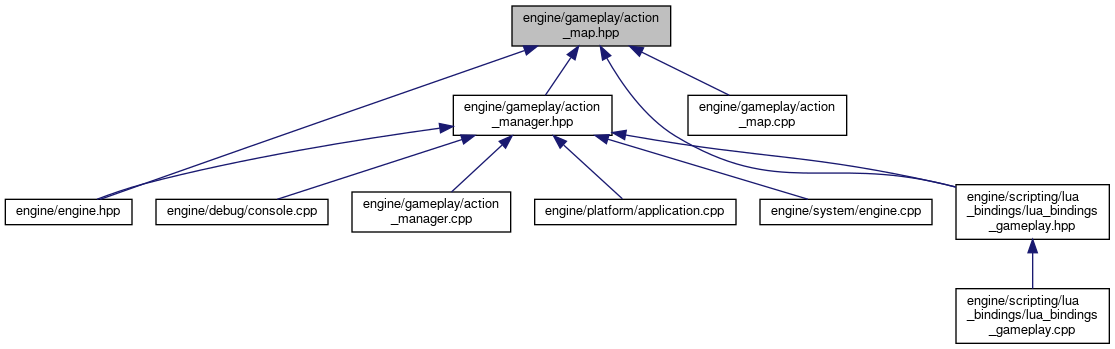 engine/gameplay/action
_map.hpp
engine/gameplay/action
_manager.hpp
engine/gameplay/action
_map.cpp
engine/engine.hpp
engine/debug/console.cpp
engine/gameplay/action
_manager.cpp
engine/platform/application.cpp
engine/system/engine.cpp
engine/scripting/lua
_bindings/lua_bindings
_gameplay.hpp
engine/scripting/lua
_bindings/lua_bindings
_gameplay.cpp